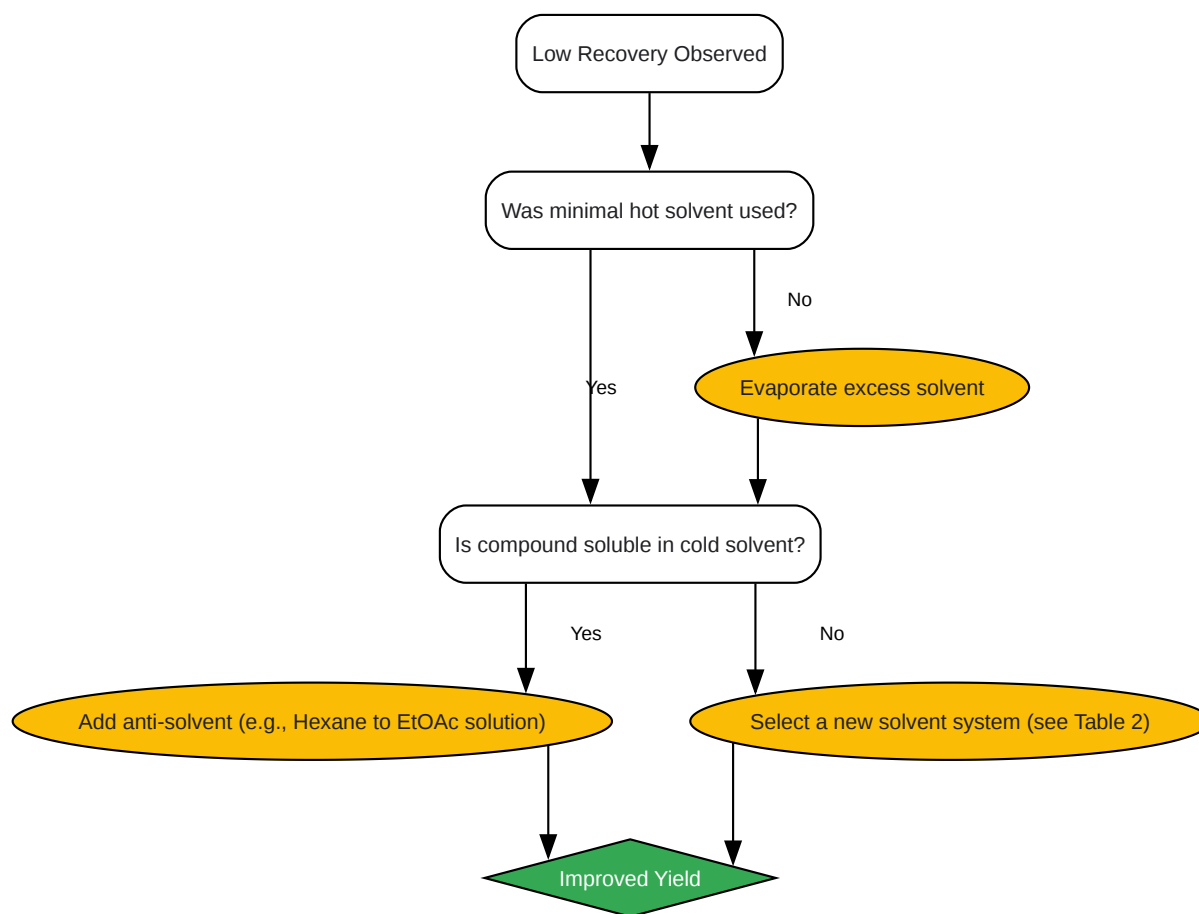 Low Recovery Observed
Was minimal hot solvent used?
No
Yes
Evaporate excess solvent
Is compound soluble in cold solvent?
Yes
No
Add anti-solvent (e.g., Hexane to EtOAc solution)
Select a new solvent system (see Table 2)
Improved Yield